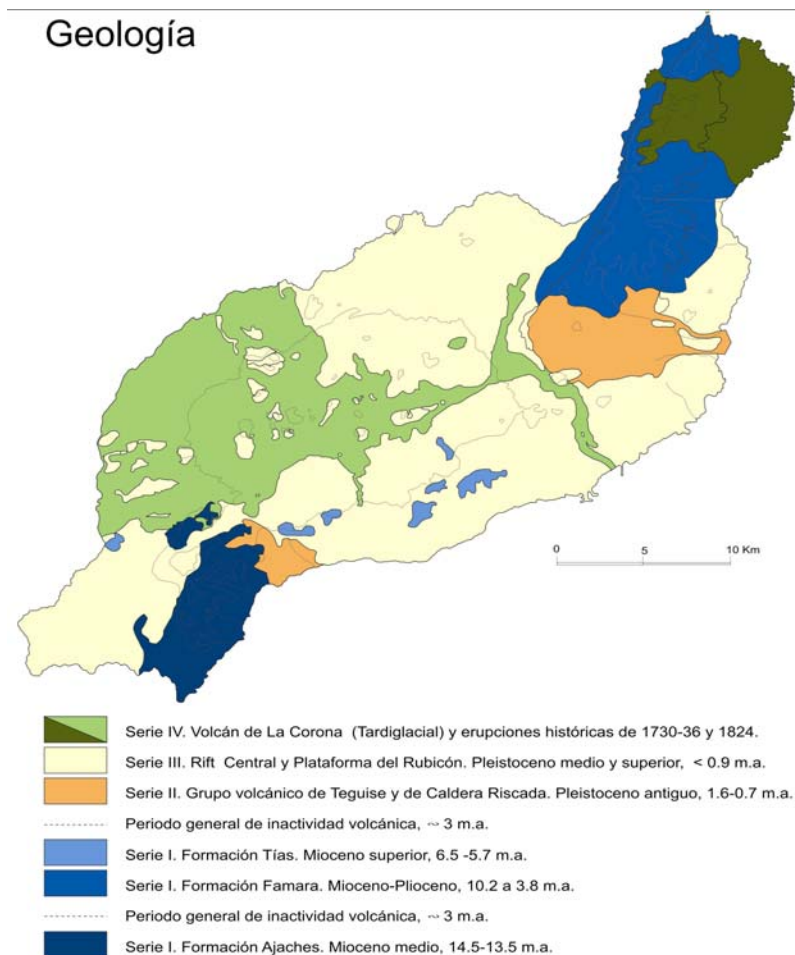 Geología
0 5 10 Km
Serie IV. Volcán de La Corona (Tardiglacial) y erupciones históricas de 1730-36 y 1824.
Serie III. Rift Central y Plataforma del Rubicón. Pleistoceno medio y superior, < 0.9 m.a.
Serie II. Grupo volcánico de Teguise y de Caldera Riscada. Pleistoceno antiguo, 1.6-0.7 m.a.
Periodo general de inactividad volcánica, ~ 3 m.a.
Serie I. Formación Tías. Mioceno superior, 6.5 -5.7 m.a.
Serie I. Formación Famara. Mioceno-Plioceno, 10.2 a 3.8 m.a.
Periodo general de inactividad volcánica, ~ 3 m.a.
Serie I. Formación Ajaches. Mioceno medio, 14.5-13.5 m.a.